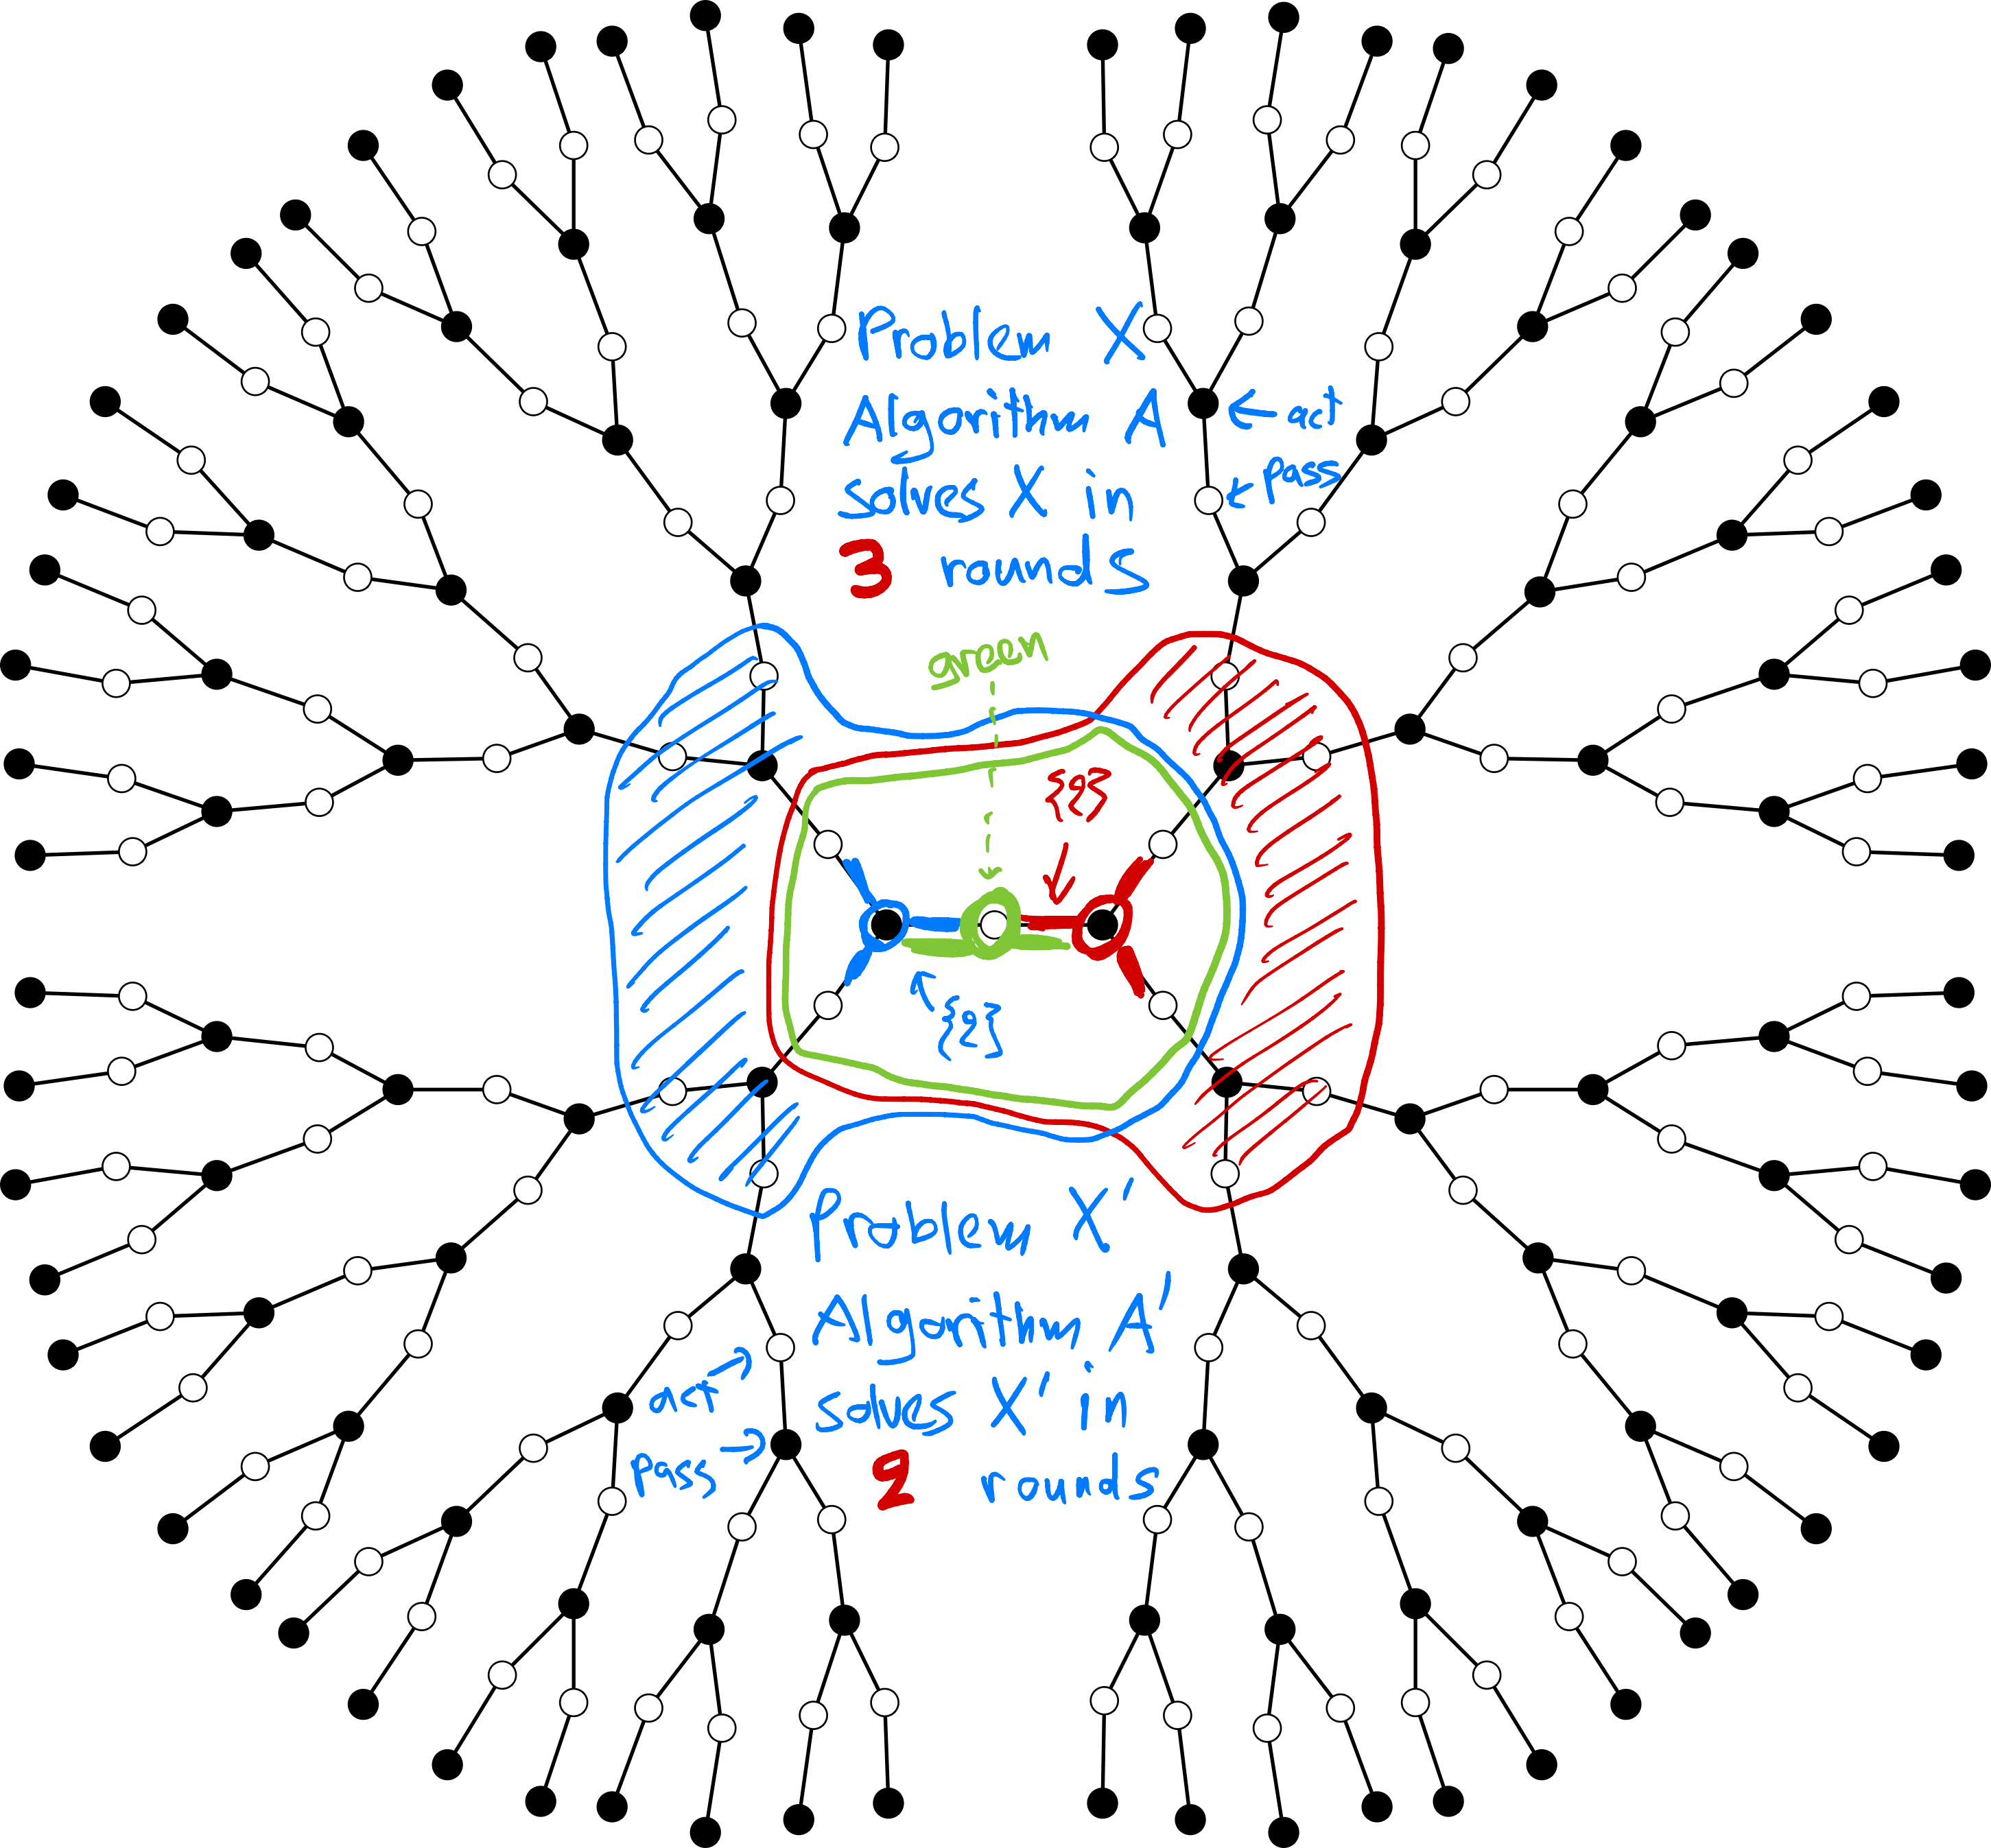 Problem X
Algorithm A
solves X in
3 rounds
← act
← pass
green
{2}
{2}
Problem X'
Algorithm A'
solves X' in
2 rounds
act →
pass →